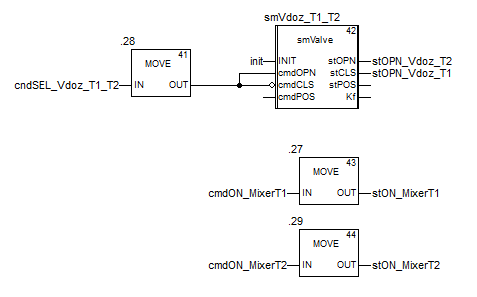 smVdoz_T1_T2
42
smValve
init INIT stOPN stOPN_Vdoz_T2
cmdOPN stCLS stCLS_Vdoz_T1
cmdCLS stPOS
cmdPOS Kf
.28
41
MOVE
cndSEL_Vdoz_T1_T2 IN OUT
.27
43
MOVE
cmdON_MixerT1 IN OUT stON_MixerT1
.29
44
MOVE
cmdON_MixerT2 IN OUT stON_MixerT2